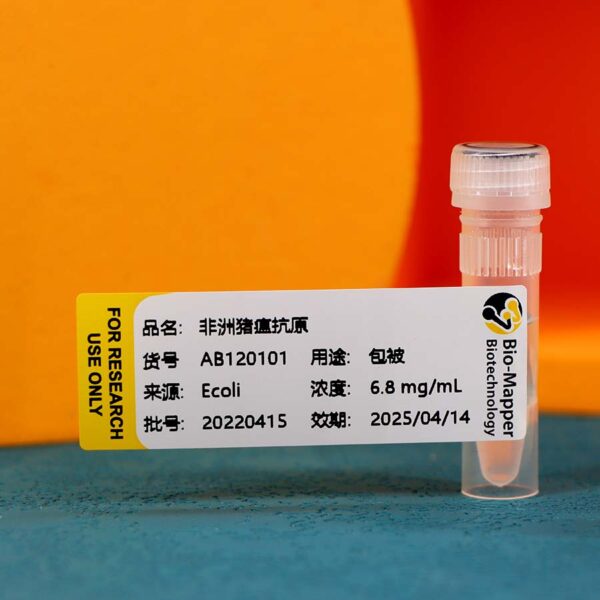 FOR RESEARCH
USE ONLY
品名: 非洲猪瘟抗原
货号 AB120101 用途: 包被
来源: Ecoli 浓度: 6.8 mg/mL
批号: 20220415 效期: 2025/04/14
Bio-Mapper
Biotechnology